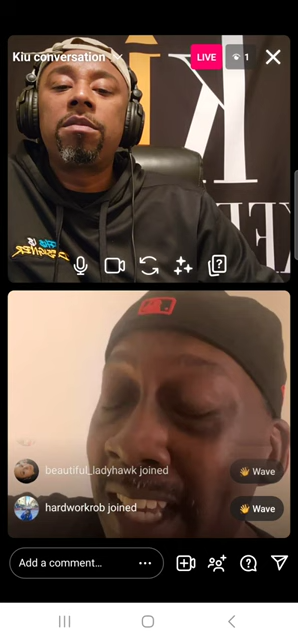 Kiu conversation
LIVE
1
beautiful_ladyhawk joined
👋 Wave
hardworkrob joined
👋 Wave
Add a comment...